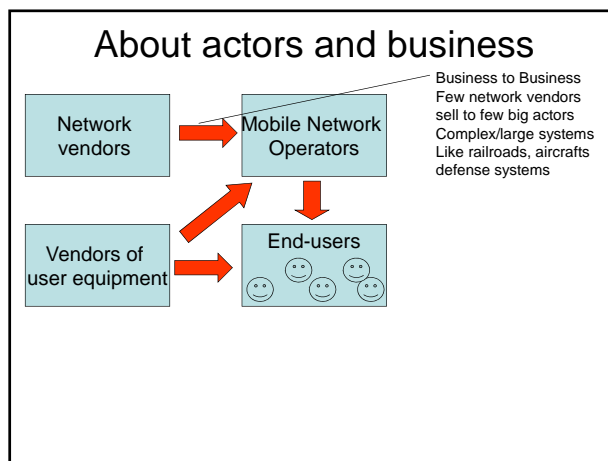 About actors and business
Business to Business
Few network vendors
sell to few big actors
Complex/large systems
Like railroads, aircrafts
defense systems
Network
vendors
Mobile Network
Operators
Vendors of
user equipment
End-users